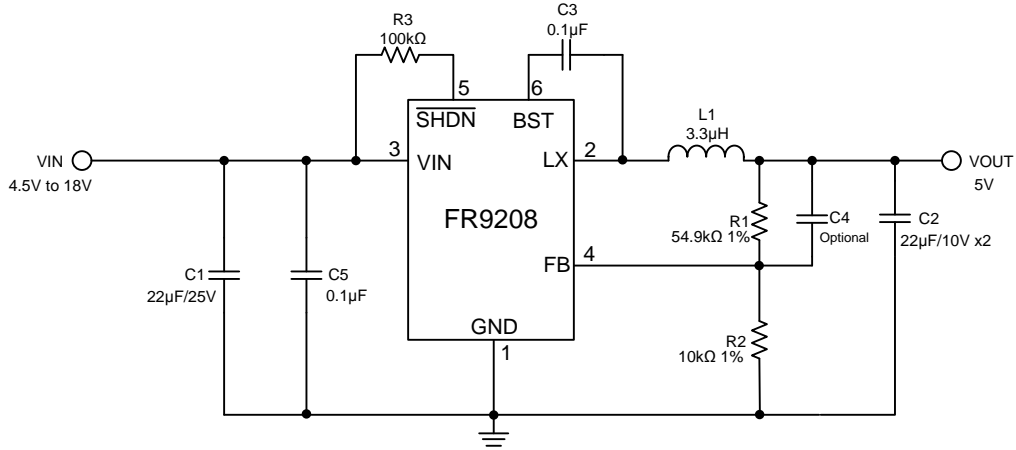 C3
0.1µF
R3
100kΩ
5
6
SHDN
BST
L1
3.3µH
VIN
4.5V to 18V
3
VIN
LX
2
VOUT
5V
FR9208
R1
54.9kΩ 1%
C4
Optional
C2
22µF/10V x2
FB
4
C1
22µF/25V
C5
0.1µF
GND
1
R2
10kΩ 1%